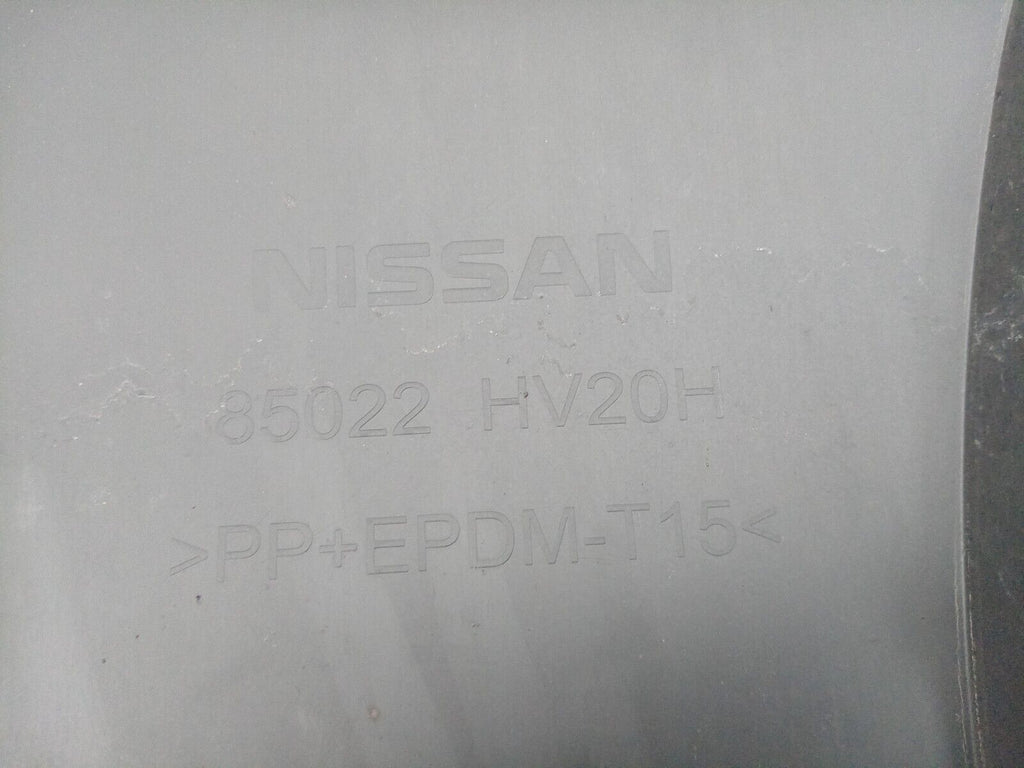 NISSAN
85022 HV20H
>PP+EPDM-T15<